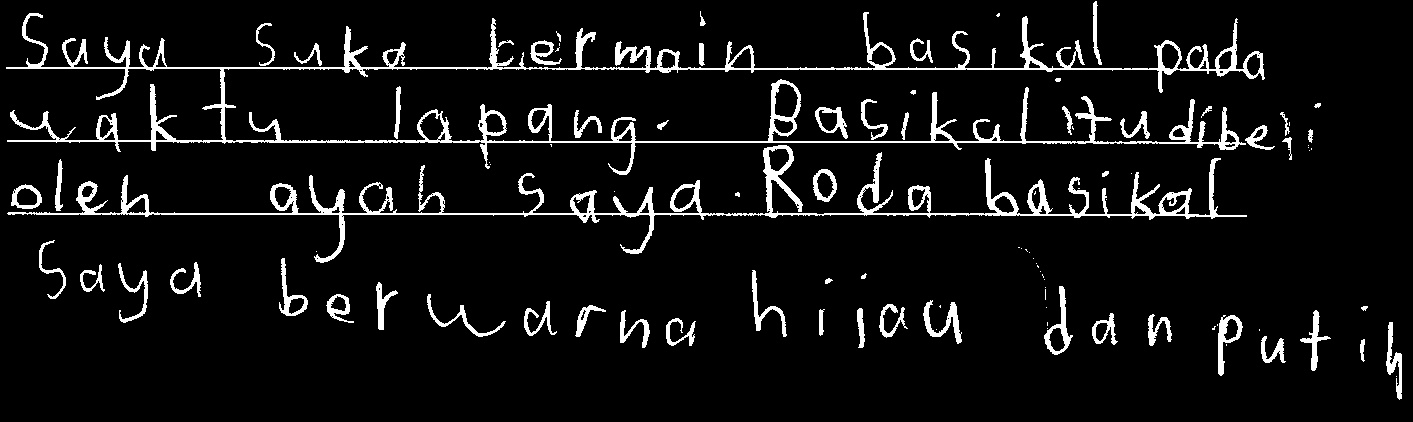 Saya suka bermain basikal pada
waktu lapang. Basikal itu dibeli
oleh ayah saya. Roda basikal
Saya berwarna hijau dan putih